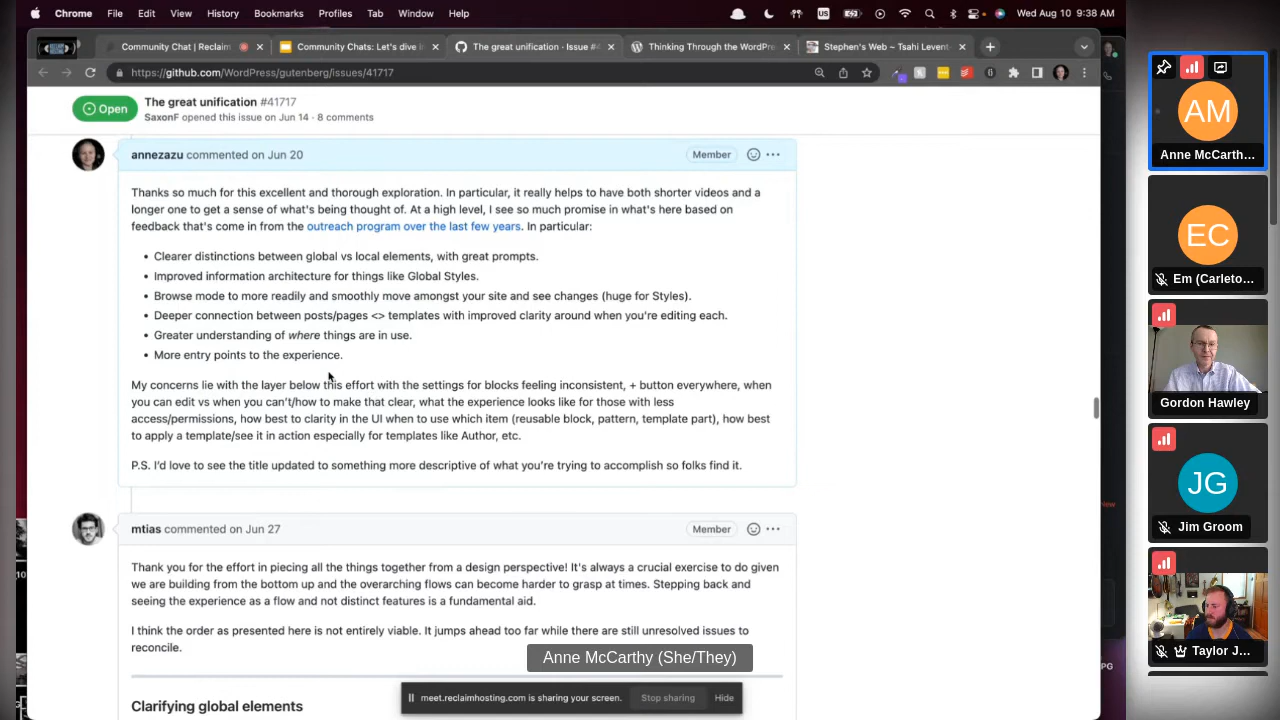 Chrome File Edit View History Bookmarks Profiles Tab Window Help
US
Wed Aug 10 9:38 AM
Community Chat | Reclaim
Community Chats: Let's dive i
The great unification · Issue #4
Thinking Through the WordPre
Stephen's Web ~ Tsahi Levent-
https://github.com/WordPress/gutenberg/issues/41717
Open
The great unification #41717
SaxonF opened this issue on Jun 14 · 8 comments
annezazu commented on Jun 20
Member
Thanks so much for this excellent and thorough exploration. In particular, it really helps to have both shorter videos and a
longer one to get a sense of what's being thought of. At a high level, I see so much promise in what's here based on
feedback that's come in from the outreach program over the last few years. In particular:
• Clearer distinctions between global vs local elements, with great prompts.
• Improved information architecture for things like Global Styles.
• Browse mode to more readily and smoothly move amongst your site and see changes (huge for Styles).
• Deeper connection between posts/pages <> templates with improved clarity around when you're editing each.
• Greater understanding of where things are in use.
• More entry points to the experience.
My concerns lie with the layer below this effort with the settings for blocks feeling inconsistent, + button everywhere, when
you can edit vs when you can't/how to make that clear, what the experience looks like for those with less
access/permissions, how best to clarity in the UI when to use which item (reusable block, pattern, template part), how best
to apply a template/see it in action especially for templates like Author, etc.
P.S. I'd love to see the title updated to something more descriptive of what you're trying to accomplish so folks find it.
mtias commented on Jun 27
Member
Thank you for the effort in piecing all the things together from a design perspective! It's always a crucial exercise to do given
we are building from the bottom up and the overarching flows can become harder to grasp at times. Stepping back and
seeing the experience as a flow and not distinct features is a fundamental aid.
I think the order as presented here is not entirely viable. It jumps ahead too far while there are still unresolved issues to
reconcile.
Anne McCarthy (She/They)
meet.reclaimhosting.com is sharing your screen.
Stop sharing
Hide
Clarifying global elements
AM
Anne McCarth...
EC
Em (Carleto...
Gordon Hawley
JG
Jim Groom
Taylor J...